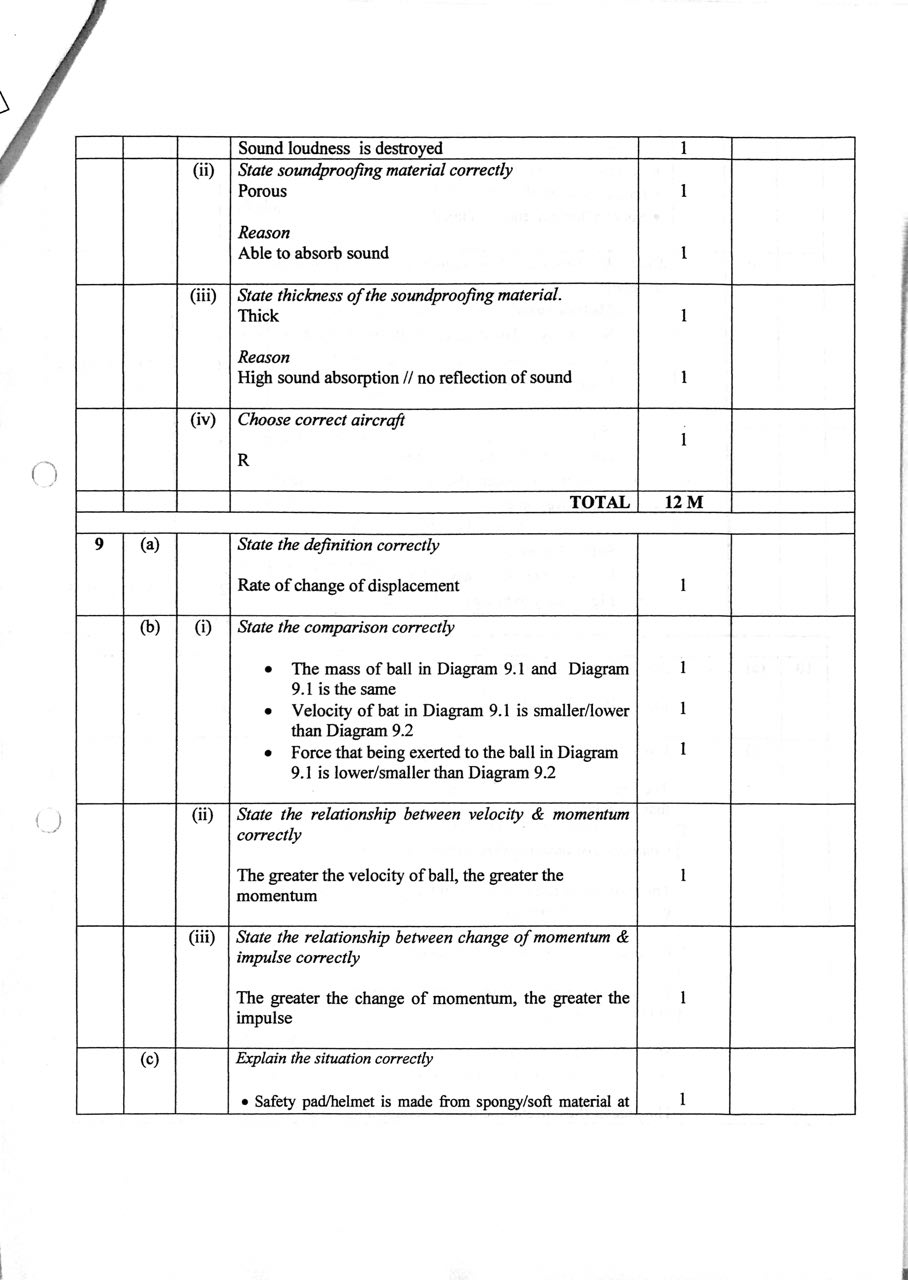 Sound loudness is destroyed 1
(ii) State soundproofing material correctly
Porous 1
Reason
Able to absorb sound 1
(iii) State thickness of the soundproofing material.
Thick 1
Reason
High sound absorption // no reflection of sound 1
(iv) Choose correct aircraft
1
R
TOTAL 12 M
9 (a) State the definition correctly
Rate of change of displacement 1
(b) (i) State the comparison correctly
• The mass of ball in Diagram 9.1 and Diagram 1
9.1 is the same
• Velocity of bat in Diagram 9.1 is smaller/lower 1
than Diagram 9.2
• Force that being exerted to the ball in Diagram 1
9.1 is lower/smaller than Diagram 9.2
(ii) State the relationship between velocity & momentum
correctly
The greater the velocity of ball, the greater the 1
momentum
(iii) State the relationship between change of momentum &
impulse correctly
The greater the change of momentum, the greater the 1
impulse
(c) Explain the situation correctly
• Safety pad/helmet is made from spongy/soft material at 1